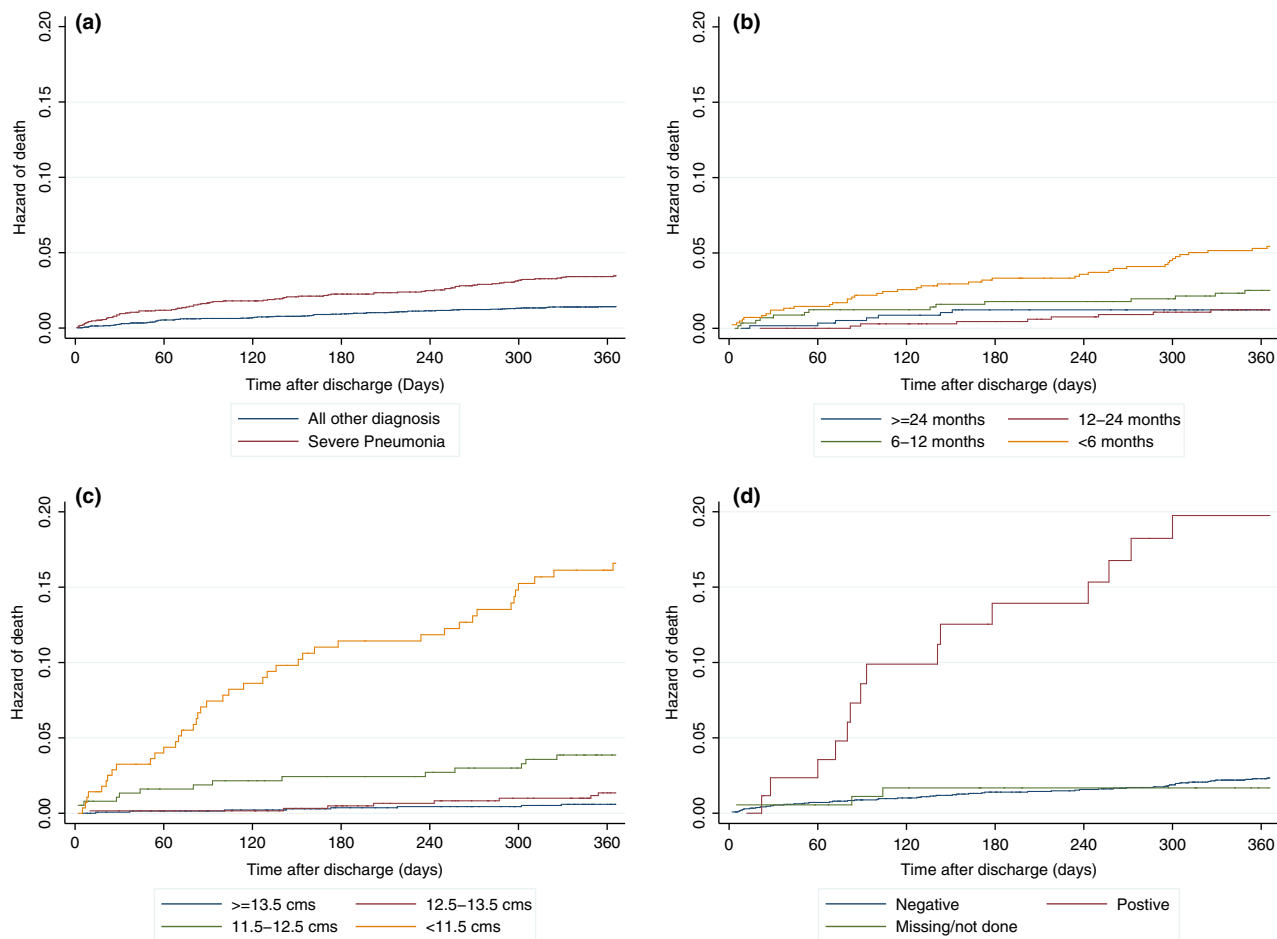 (a)
0.20
0.15
0.10
0.05
0.00
Hazard of death
0 60 120 180 240 300 360
Time after discharge (Days)
All other diagnosis
Severe Pneumonia
(b)
0.20
0.15
0.10
0.05
0.00
Hazard of death
0 60 120 180 240 300 360
Time after discharge (days)
>=24 months 12–24 months
6–12 months <6 months
(c)
0.20
0.15
0.10
0.05
0.00
Hazard of death
0 60 120 180 240 300 360
Time after discharge (days)
>=13.5 cms 12.5–13.5 cms
11.5–12.5 cms <11.5 cms
(d)
0.20
0.15
0.10
0.05
0.00
Hazard of death
0 60 120 180 240 300 360
Time after discharge (days)
Negative Postive
Missing/not done